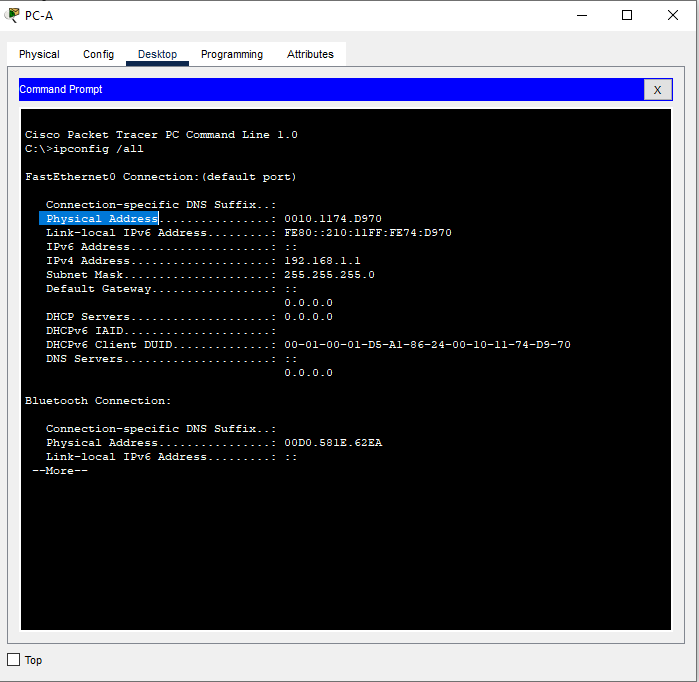 PC-A
Physical Config Desktop Programming Attributes
Command Prompt X
Cisco Packet Tracer PC Command Line 1.0
C:\>ipconfig /all
FastEthernet0 Connection:(default port)
Connection-specific DNS Suffix..:
Physical Address................: 0010.1174.D970
Link-local IPv6 Address.........: FE80::210:11FF:FE74:D970
IPv6 Address....................: ::
IPv4 Address....................: 192.168.1.1
Subnet Mask.....................: 255.255.255.0
Default Gateway.................: ::
0.0.0.0
DHCP Servers....................: 0.0.0.0
DHCPv6 IAID.....................:
DHCPv6 Client DUID..............: 00-01-00-01-D5-A1-86-24-00-10-11-74-D9-70
DNS Servers.....................: ::
0.0.0.0
Bluetooth Connection:
Connection-specific DNS Suffix..:
Physical Address................: 00D0.581E.62EA
Link-local IPv6 Address.........: ::
--More--
Top